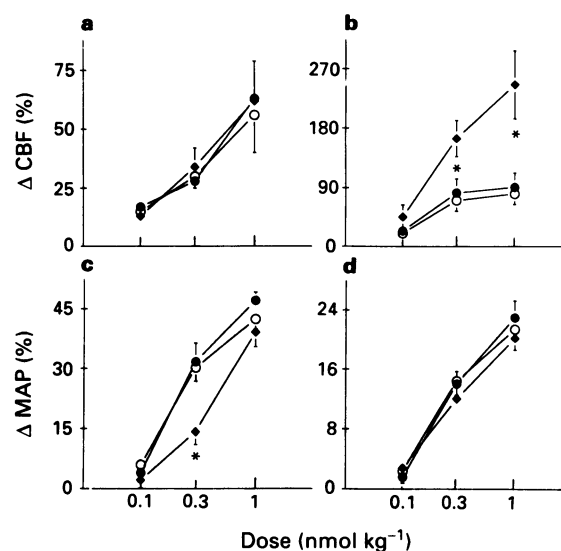 a
b
Δ CBF (%)
75
50
25
0
270
180
90
0
*
*
c
d
Δ MAP (%)
45
30
15
0
24
16
8
0
*
0.1 0.3 1
0.1 0.3 1
Dose (nmol kg⁻¹)